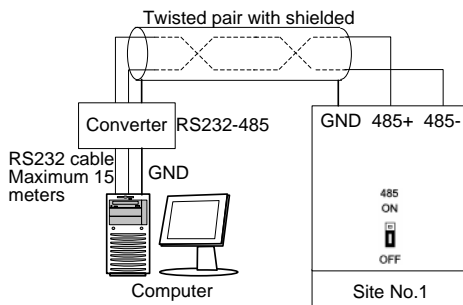 Twisted pair with shielded
Converter RS232-485
GND 485+ 485-
RS232 cable
Maximum 15
meters
GND
485
ON
OFF
Computer
Site No.1